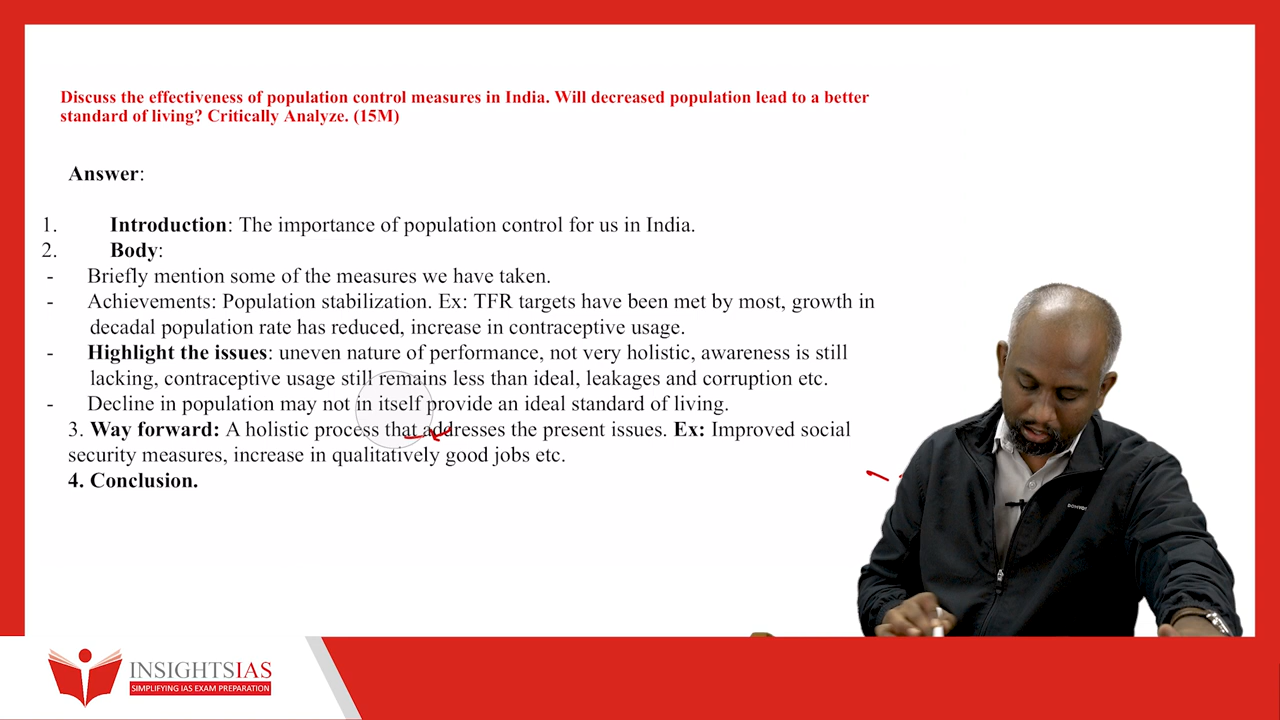 Discuss the effectiveness of population control measures in India. Will decreased population lead to a better
standard of living? Critically Analyze. (15M)
Answer:
1. Introduction: The importance of population control for us in India.
2. Body:
- Briefly mention some of the measures we have taken.
- Achievements: Population stabilization. Ex: TFR targets have been met by most, growth in
decadal population rate has reduced, increase in contraceptive usage.
- Highlight the issues: uneven nature of performance, not very holistic, awareness is still
lacking, contraceptive usage still remains less than ideal, leakages and corruption etc.
- Decline in population may not in itself provide an ideal standard of living.
3. Way forward: A holistic process that addresses the present issues. Ex: Improved social
security measures, increase in qualitatively good jobs etc.
4. Conclusion.
INSIGHTSIAS
SIMPLIFYING IAS EXAM PREPARATION